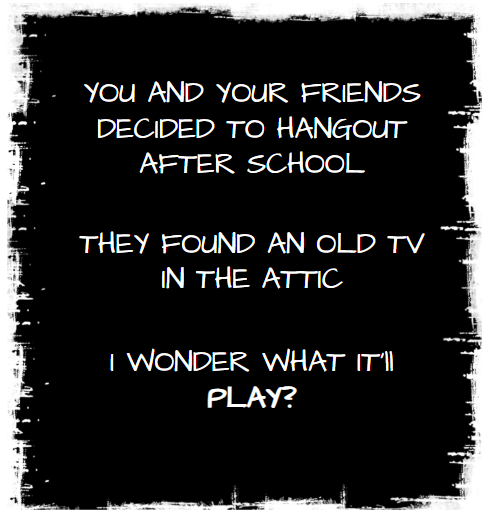 YOU AND YOUR FRIENDS
DECIDED TO HANGOUT
AFTER SCHOOL
THEY FOUND AN OLD TV
IN THE ATTIC
I WONDER WHAT IT'll
PLAY?